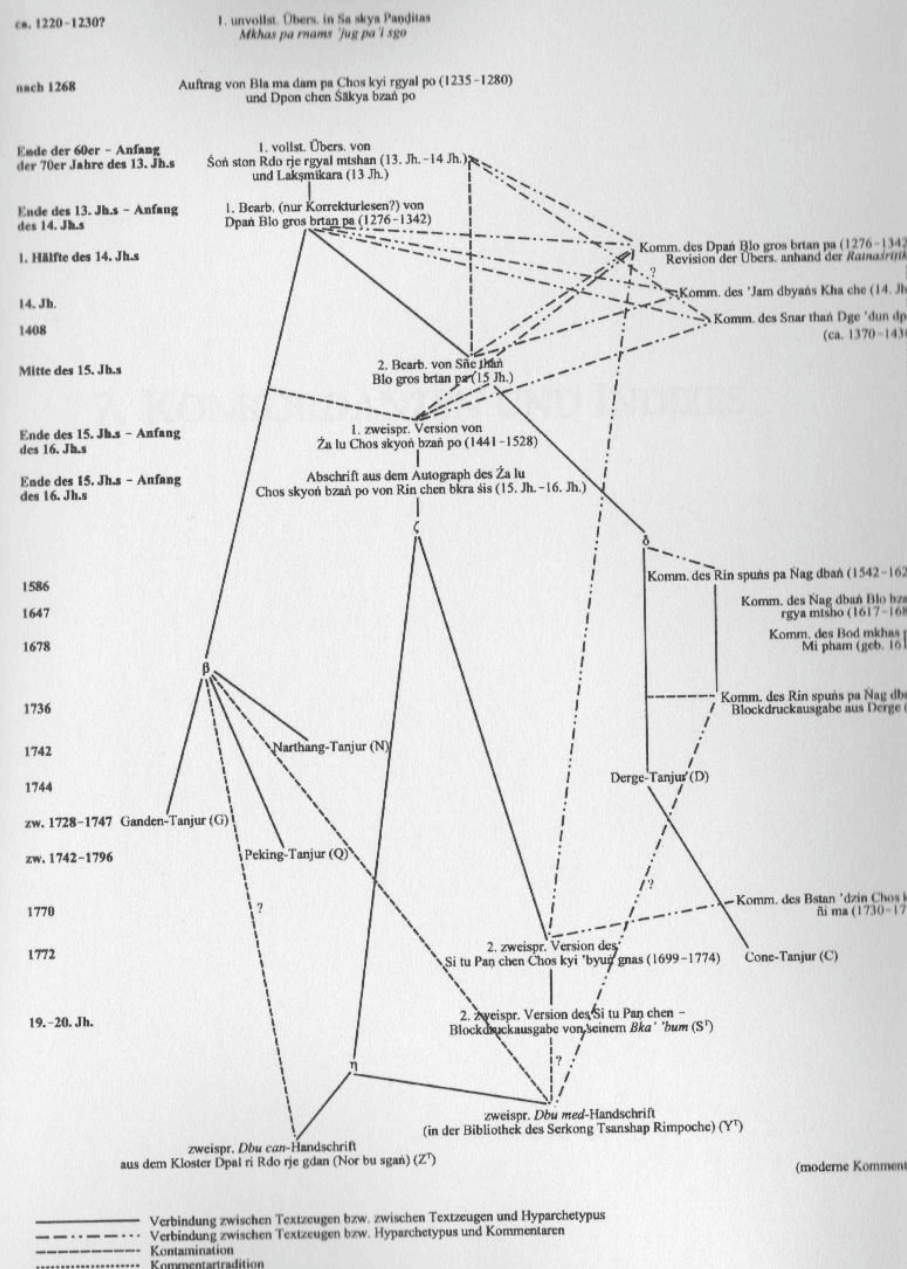 ca. 1220-1230?
1. unvollst. Übers. in Sa skya Paṇḍitas
Mkhas pa rnams 'jug pa'i sgo
nach 1268
Auftrag von Bla ma dam pa Chos kyi rgyal po (1235-1280)
und Dpon chen Śākya bzaṅ po
Ende der 60er – Anfang
der 70er Jahre des 13. Jh.s
1. vollst. Übers. von
Śoṅ ston Rdo rje rgyal mtshan (13. Jh.-14 Jh.)
und Lakṣmīkara (13 Jh.)
Ende des 13. Jh.s – Anfang
des 14. Jh.s
1. Bearb. (nur Korrekturlesen?) von
Dpaṅ Blo gros brtan pa (1276-1342)
1. Hälfte des 14. Jh.s
Komm. des Dpaṅ Blo gros brtan pa (1276-1342
Revision der Übers. anhand der
?
14. Jh.
Komm. des 'Jam dbyaṅs Kha che (14. Jh
1408
Komm. des Snar thaṅ Dge 'dun dp
(ca. 1370-143
Mitte des 15. Jh.s
2. Bearb. von Sñe thaṅ
Blo gros brtan pa (15 Jh.)
Ende des 15. Jh.s – Anfang
des 16. Jh.s
1. zweispr. Version von
Źa lu Chos skyoṅ bzaṅ po (1441-1528)
Ende des 15. Jh.s – Anfang
des 16. Jh.s
Abschrift aus dem Autograph des Źa lu
Chos skyoṅ bzaṅ po von Rin chen bkra śis (15. Jh.-16. Jh.)
ζ
δ
1586
Komm. des Rin spuṅs pa Ṅag dbaṅ (1542-162
1647
Komm. des Ṅag dbaṅ Blo bza
rgya mtsho (1617-168
1678
Komm. des Bod mkhas p
Mi pham (geb. 161
β
1736
Komm. des Rin spuṅs pa Ṅag dba
Blockdruckausgabe aus Derge (
1742
Narthang-Tanjur (N)
1744
Derge-Tanjur (D)
zw. 1728-1747
Ganden-Tanjur (G)
zw. 1742-1796
Peking-Tanjur (Q)
?
?
1770
Komm. des Bstan 'dzin Chos k
ñi ma (1730-17
1772
2. zweispr. Version des
Si tu Paṇ chen Chos kyi 'byuṅ gnas (1699-1774)
Cone-Tanjur (C)
19.-20. Jh.
2. zweispr. Version des Si tu Paṇ chen –
Blockdruckausgabe von seinem Bka' 'bum (Sᵀ)
?
η
zweispr. Dbu med-Handschrift
(in der Bibliothek des Serkong Tsanshap Rimpoche) (Yᵀ)
zweispr. Dbu can-Handschrift
aus dem Kloster Dpal ri Rdo rje gdan (Nor bu sgaṅ) (Zᵀ)
(moderne Komment
Verbindung zwischen Textzeugen bzw. zwischen Textzeugen und Hyparchetypus
Verbindung zwischen Textzeugen bzw. Hyparchetypus und Kommentaren
Kontamination
Kommentartradition